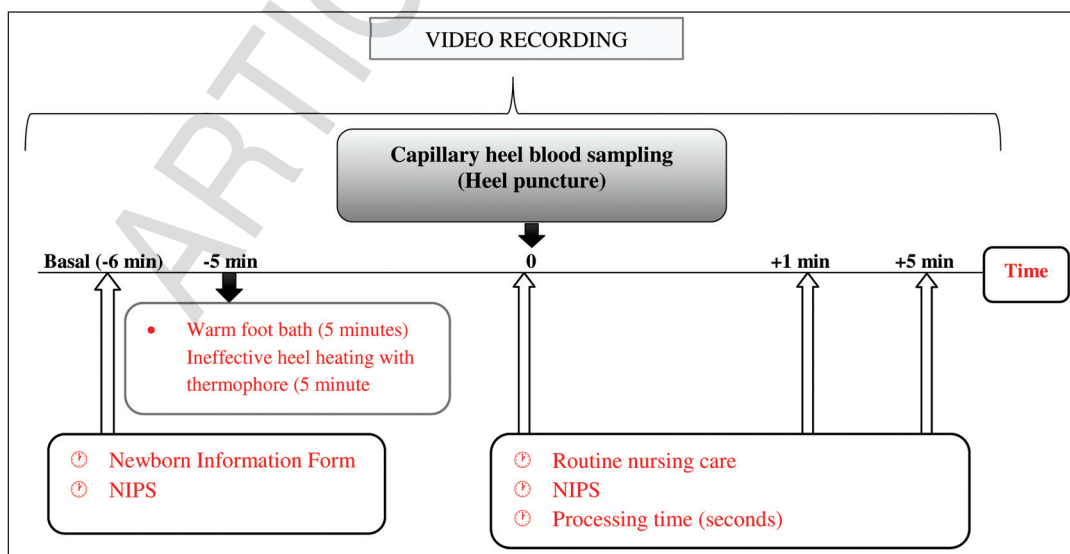 VIDEO RECORDING
ARTIC
Capillary heel blood sampling
(Heel puncture)
Basal (-6 min) -5 min 0 +1 min +5 min Time
• Warm foot bath (5 minutes)
Ineffective heel heating with
thermophore (5 minute
Newborn Information Form
NIPS
Routine nursing care
NIPS
Processing time (seconds)